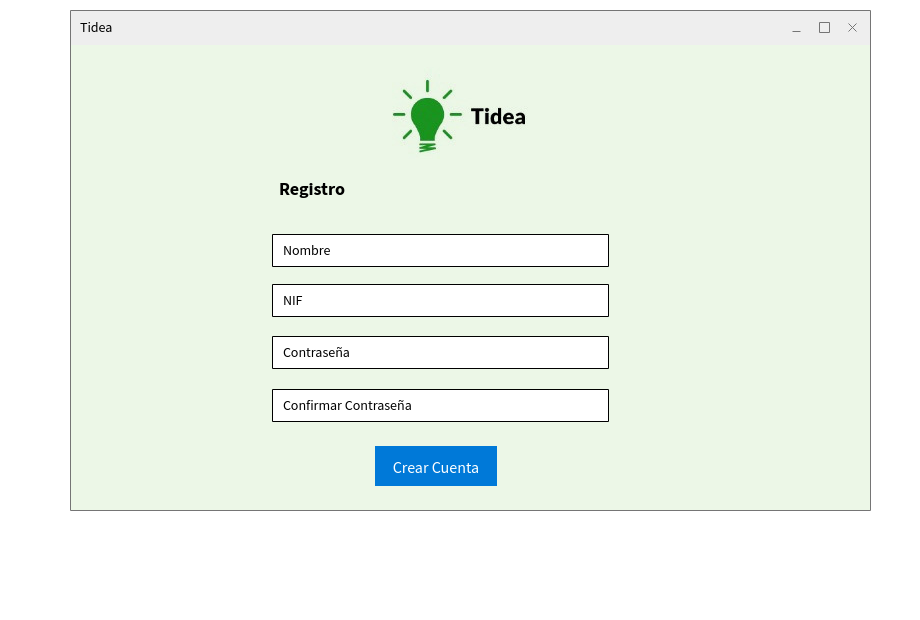 Tidea
Tidea
Registro
Nombre
NIF
Contraseña
Confirmar Contraseña
Crear Cuenta